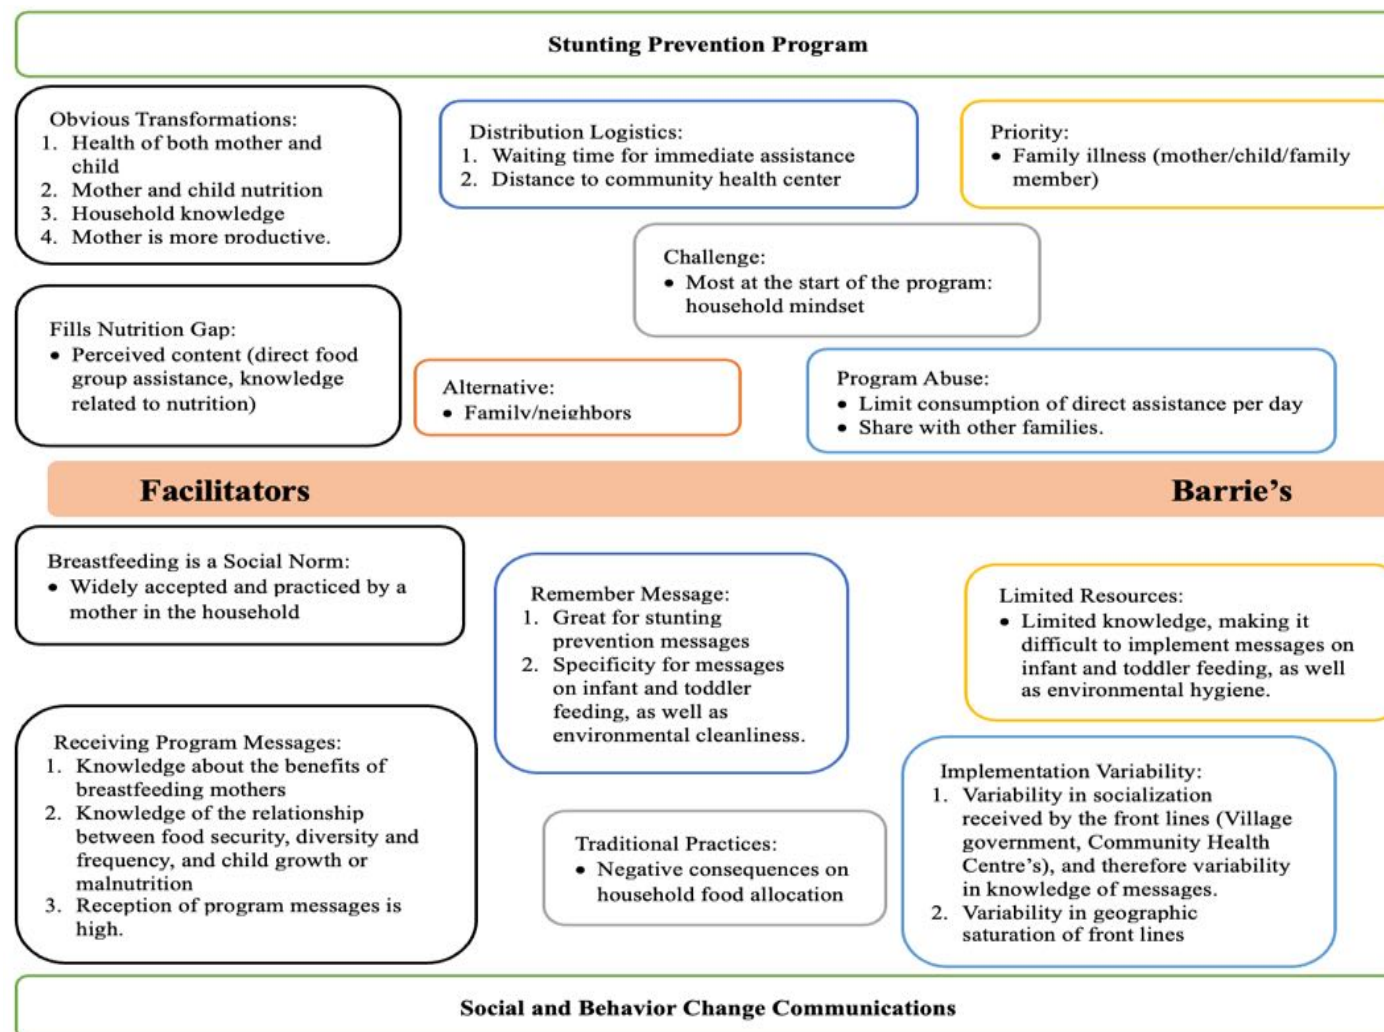 Stunting Prevention Program
Obvious Transformations:
1. Health of both mother and
child
2. Mother and child nutrition
3. Household knowledge
4. Mother is more productive.
Distribution Logistics:
1. Waiting time for immediate assistance
2. Distance to community health center
Priority:
• Family illness (mother/child/family
member)
Challenge:
• Most at the start of the program:
household mindset
Fills Nutrition Gap:
• Perceived content (direct food
group assistance, knowledge
related to nutrition)
Alternative:
• Family/neighbors
Program Abuse:
• Limit consumption of direct assistance per day
• Share with other families.
Facilitators
Barrie's
Breastfeeding is a Social Norm:
• Widely accepted and practiced by a
mother in the household
Remember Message:
1. Great for stunting
prevention messages
2. Specificity for messages
on infant and toddler
feeding, as well as
environmental cleanliness.
Limited Resources:
• Limited knowledge, making it
difficult to implement messages on
infant and toddler feeding, as well
as environmental hygiene.
Receiving Program Messages:
1. Knowledge about the benefits of
breastfeeding mothers
2. Knowledge of the relationship
between food security, diversity and
frequency, and child growth or
malnutrition
3. Reception of program messages is
high.
Traditional Practices:
• Negative consequences on
household food allocation
Implementation Variability:
1. Variability in socialization
received by the front lines (Village
government, Community Health
Centre's), and therefore variability
in knowledge of messages.
2. Variability in geographic
saturation of front lines
Social and Behavior Change Communications